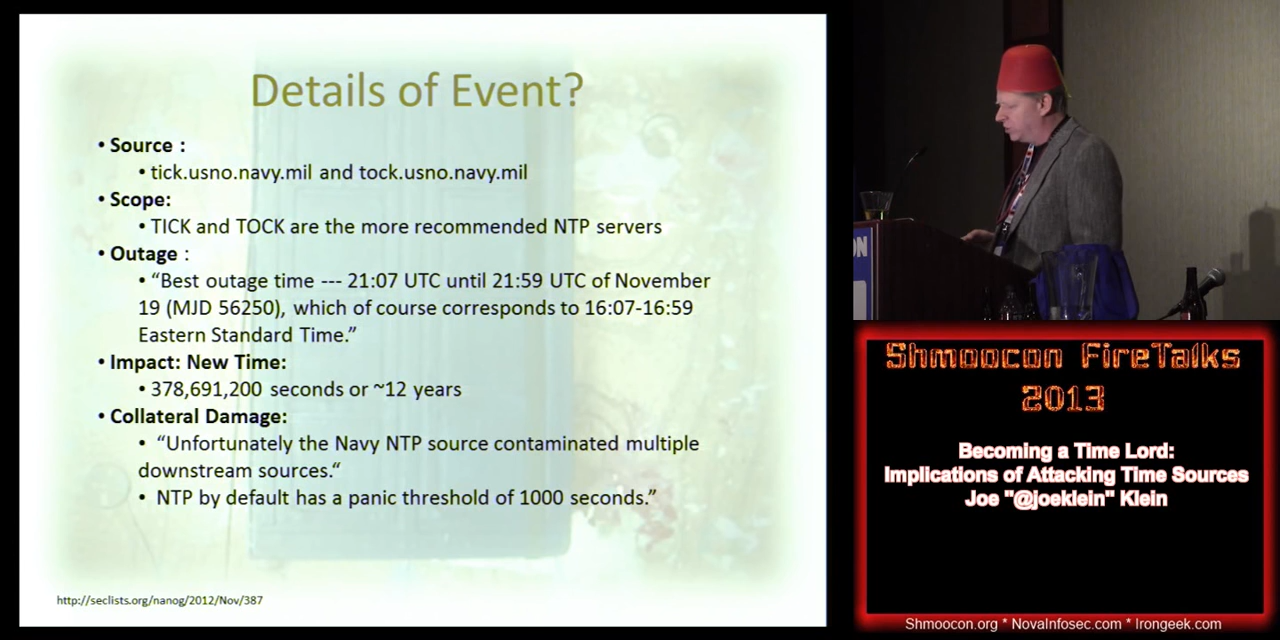 Details of Event?
• Source :
• tick.usno.navy.mil and tock.usno.navy.mil
• Scope:
• TICK and TOCK are the more recommended NTP servers
• Outage :
• “Best outage time --- 21:07 UTC until 21:59 UTC of November
19 (MJD 56250), which of course corresponds to 16:07-16:59
Eastern Standard Time.”
• Impact: New Time:
• 378,691,200 seconds or ~12 years
• Collateral Damage:
• “Unfortunately the Navy NTP source contaminated multiple
downstream sources.“
• NTP by default has a panic threshold of 1000 seconds.”
http://seclists.org/nanog/2012/Nov/387
ON
Shmoocon FireTalks
2013
Becoming a Time Lord:
Implications of Attacking Time Sources
Joe "@joeklein" Klein
Shmoocon.org * NovaInfosec.com * Irongeek.com